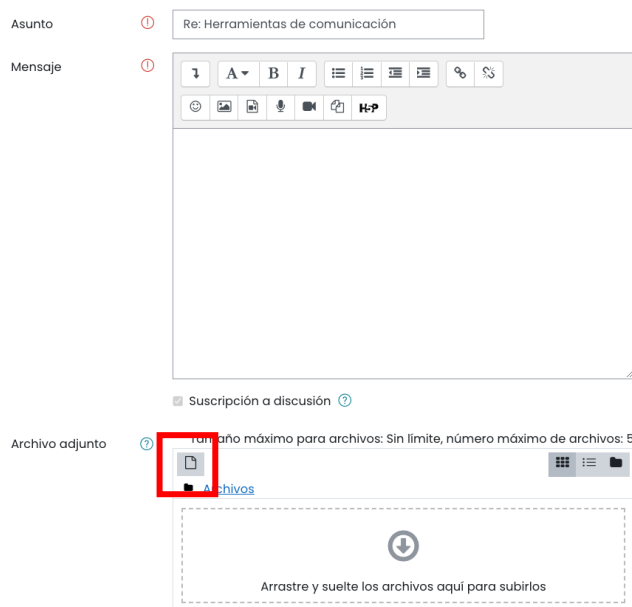 Asunto
Re: Herramientas de comunicación
Mensaje
A B I
H-P
Suscripción a discusión
Archivo adjunto
Tamaño máximo para archivos: Sin límite, número máximo de archivos: 5
Archivos
Arrastre y suelte los archivos aquí para subirlos